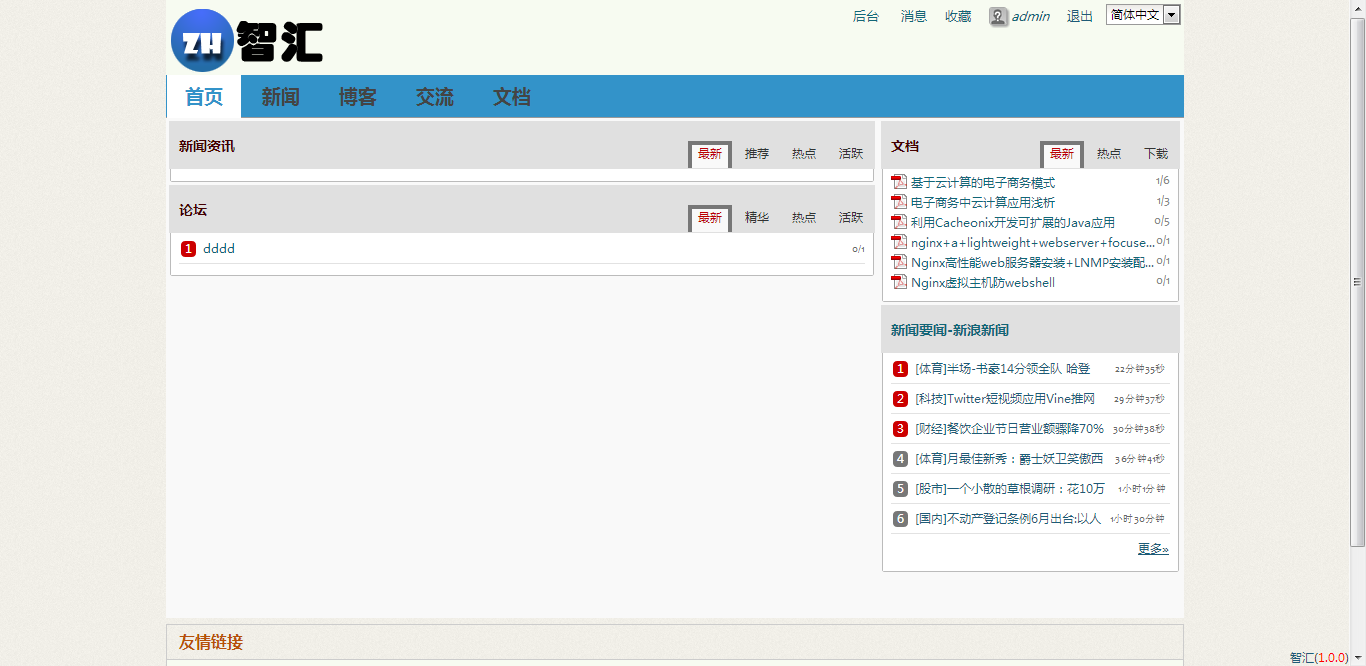 ZH 智汇
后台 消息 收藏 admin 退出 简体中文
首页 新闻 博客 交流 文档
新闻资讯 最新 推荐 热点 活跃
论坛 最新 精华 热点 活跃
1 dddd 0/1
文档 最新 热点 下载
基于云计算的电子商务模式 1/6
电子商务中云计算应用浅析 1/3
利用Cacheonix开发可扩展的Java应用 0/5
nginx+a+lightweight+webserver+focuse... 0/1
Nginx高性能web服务器安装+LNMP安装配... 0/1
Nginx虚拟主机防webshell 0/1
新闻要闻-新浪新闻
1 [体育]半场-书豪14分领全队 哈登 22分钟35秒
2 [科技]Twitter短视频应用Vine推网 29分钟37秒
3 [财经]餐饮企业节日营业额骤降70% 30分钟38秒
4 [体育]月最佳新秀：爵士妖卫笑傲西 36分钟41秒
5 [股市]一个小散的草根调研：花10万 1小时1分钟
6 [国内]不动产登记条例6月出台:以人 1小时30分钟
更多»
友情链接
智汇(1.0.0)